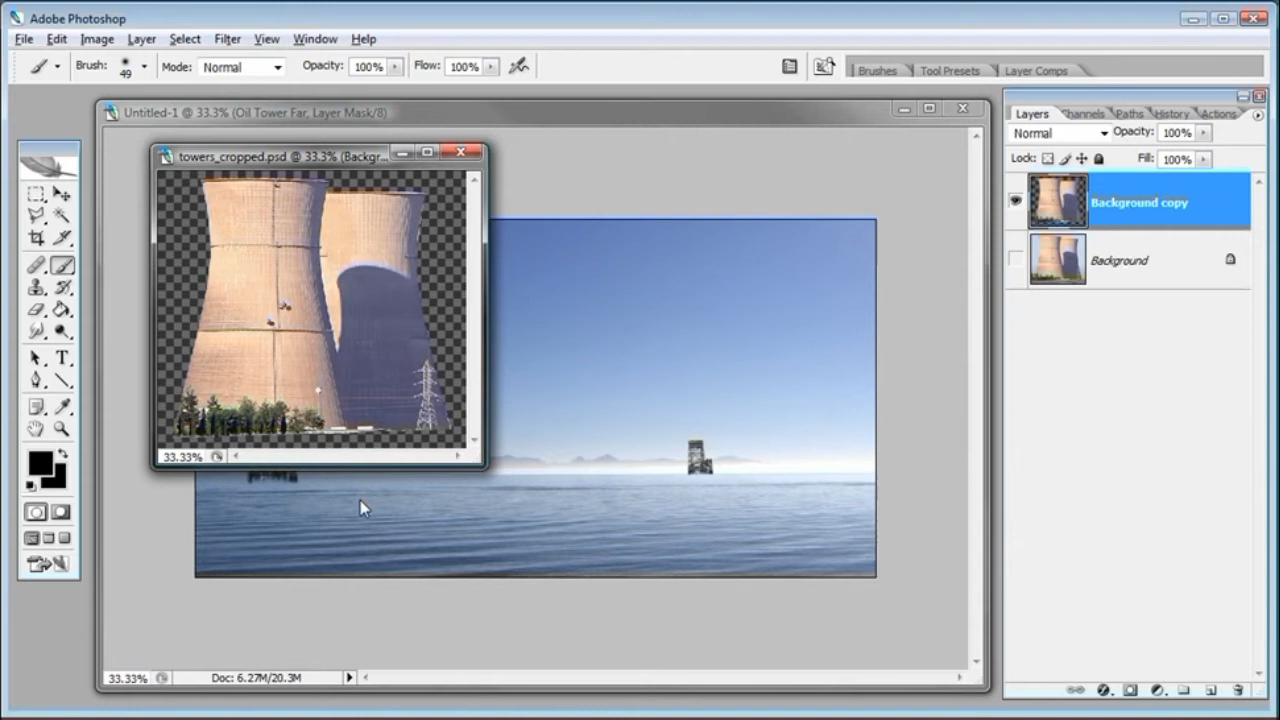 Adobe Photoshop
File Edit Image Layer Select Filter View Window Help
Brush: 49 Mode: Normal Opacity: 100% Flow: 100% Brushes Tool Presets Layer Comps
Untitled-1 @ 33.3% (Oil Tower Far, Layer Mask/8)
towers_cropped.psd @ 33.3% (Backgr...
33.33%
33.33% Doc: 6.27M/20.3M
Layers Channels Paths History Actions
Normal Opacity: 100%
Lock: Fill: 100%
Background copy
Background
T